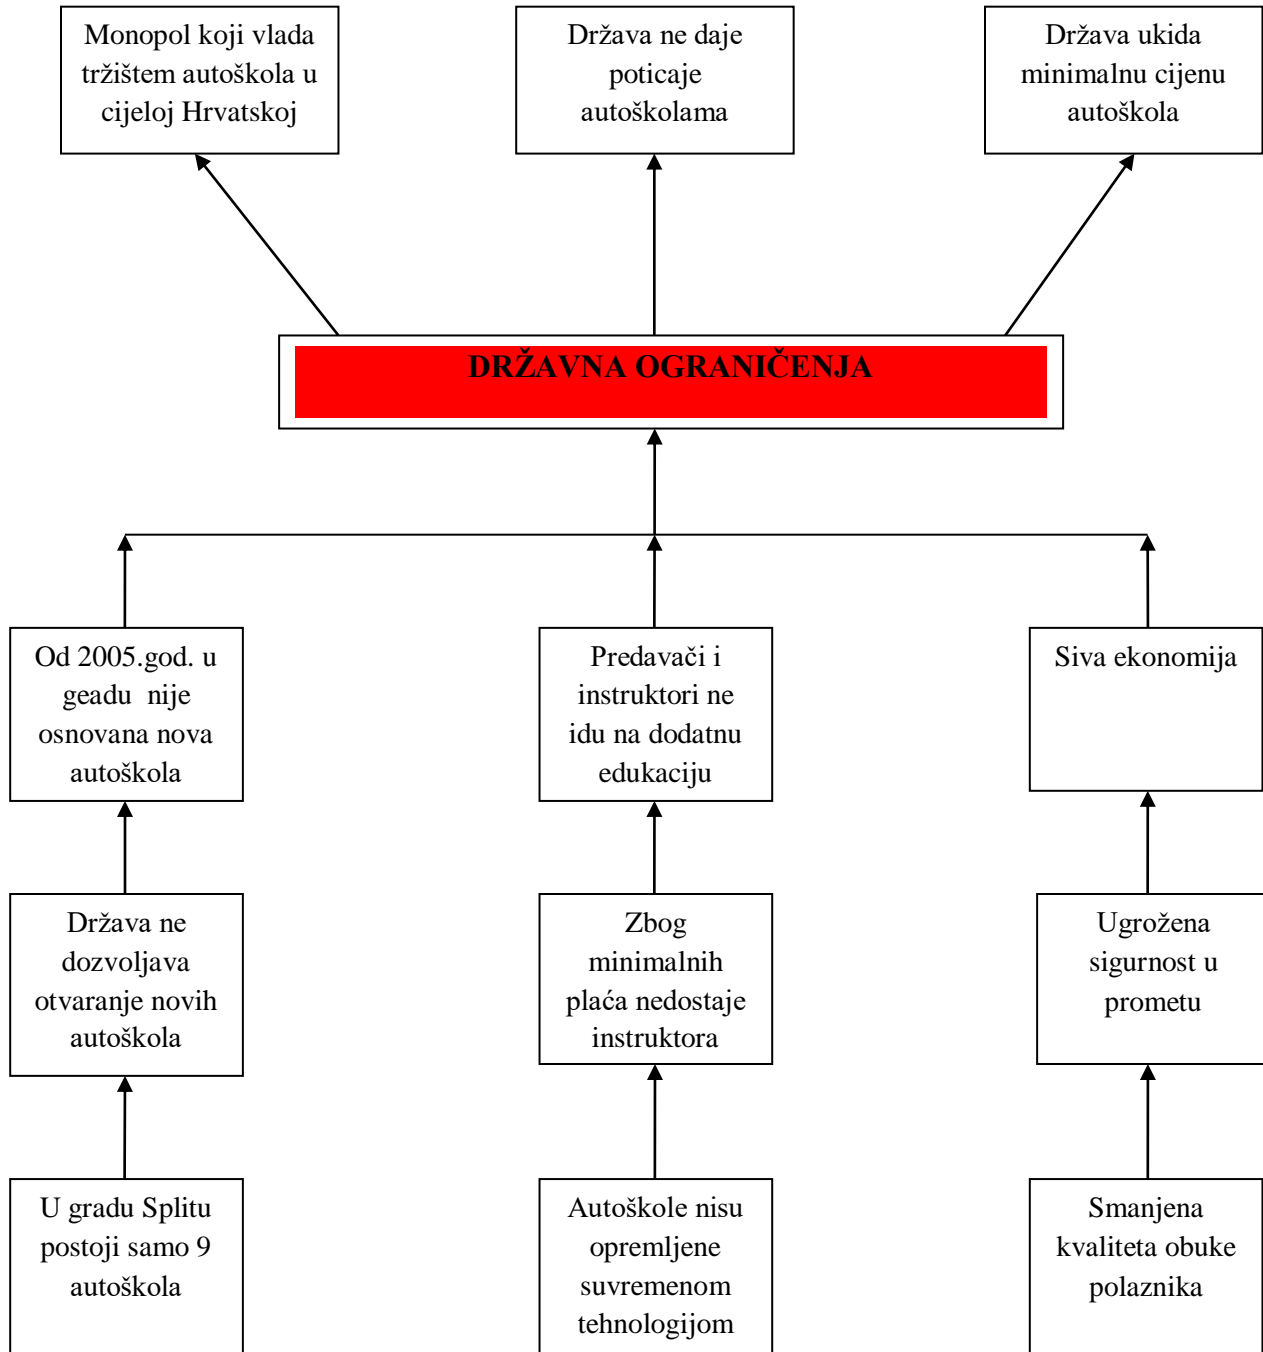 Monopol koji vlada
tržištem autoškola u
cijeloj Hrvatskoj
Država ne daje
poticaje
autoškolama
Država ukida
minimalnu cijenu
autoškola
DRŽAVNA OGRANIČENJA
Od 2005.god. u
geadu nije
osnovana nova
autoškola
Predavači i
instruktori ne
idu na dodatnu
edukaciju
Siva ekonomija
Država ne
dozvoljava
otvaranje novih
autoškola
Zbog
minimalnih
plaća nedostaje
instruktora
Ugrožena
sigurnost u
prometu
U gradu Splitu
postoji samo 9
autoškola
Autoškole nisu
opremljene
suvremenom
tehnologijom
Smanjena
kvaliteta obuke
polaznika